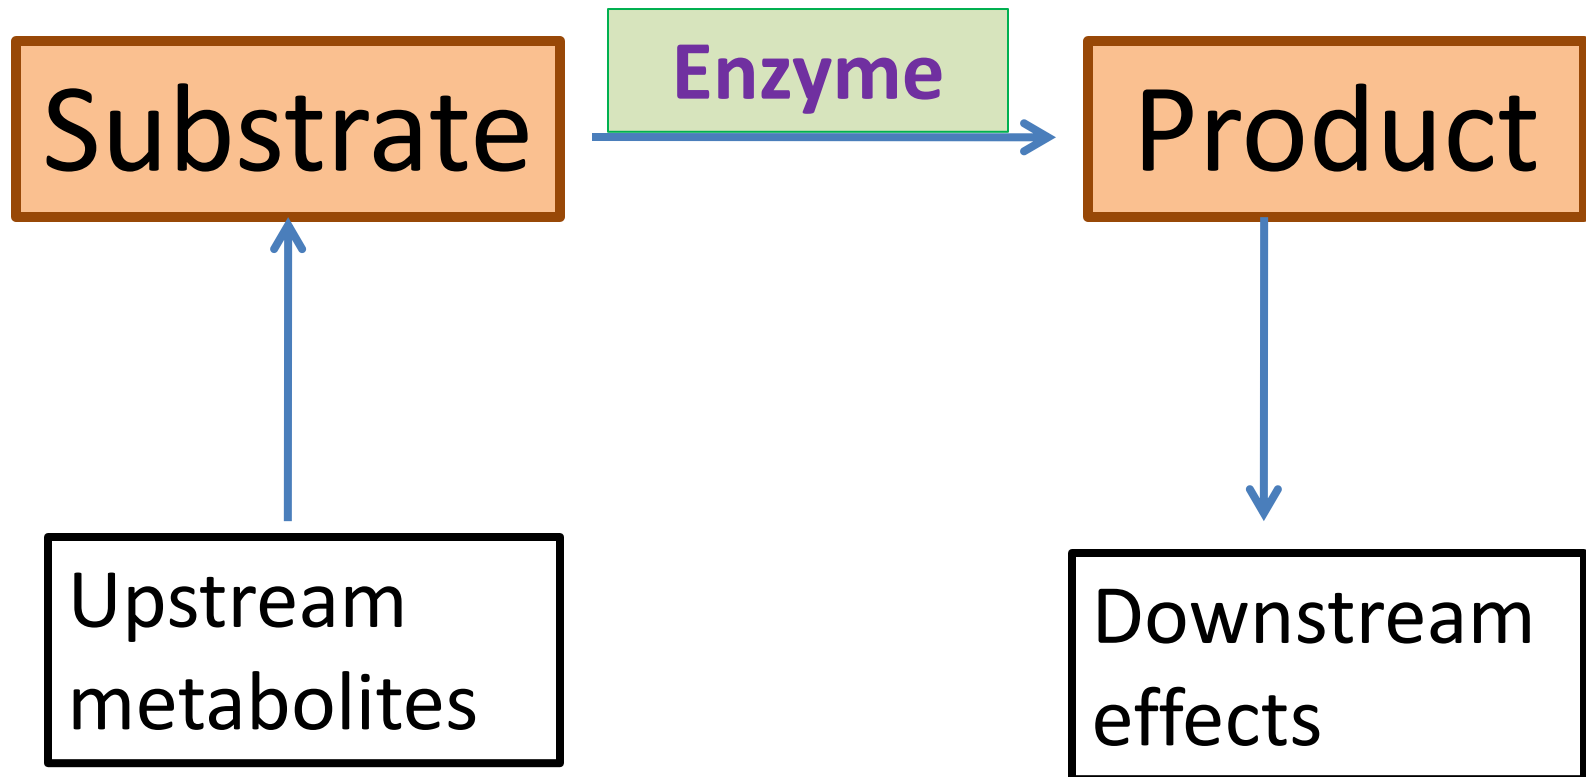 Substrate
Enzyme
Product
Upstream
metabolites
Downstream
effects